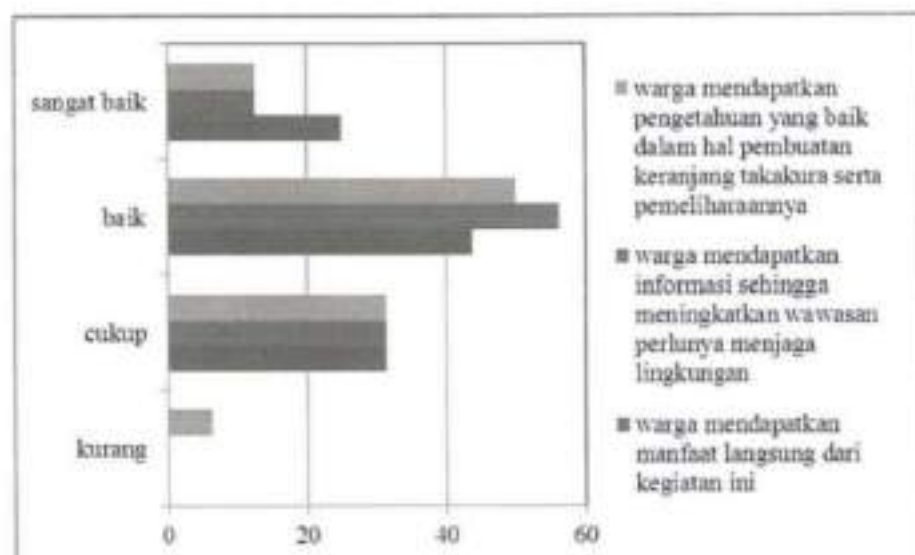 sangat baik
baik
cukup
kurang
0 20 40 60
warga mendapatkan
pengetahuan yang baik
dalam hal pembuatan
keranjang takakura serta
pemeliharaannya
warga mendapatkan
informasi sehingga
meningkatkan wawasan
perlunya menjaga
lingkungan
warga mendapatkan
manfaat langsung dari
kegiatan ini